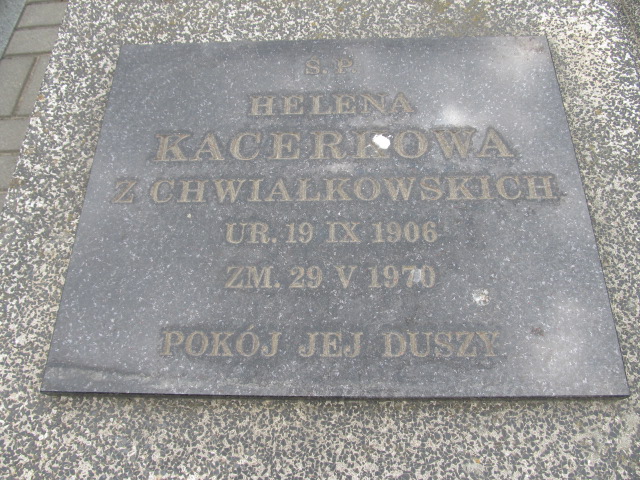 Ś. P.
HELENA
KACERKOWA
Z CHWIAŁKOWSKICH
UR. 19 IX 1906
ZM. 29 V 1970
POKÓJ JEJ DUSZY